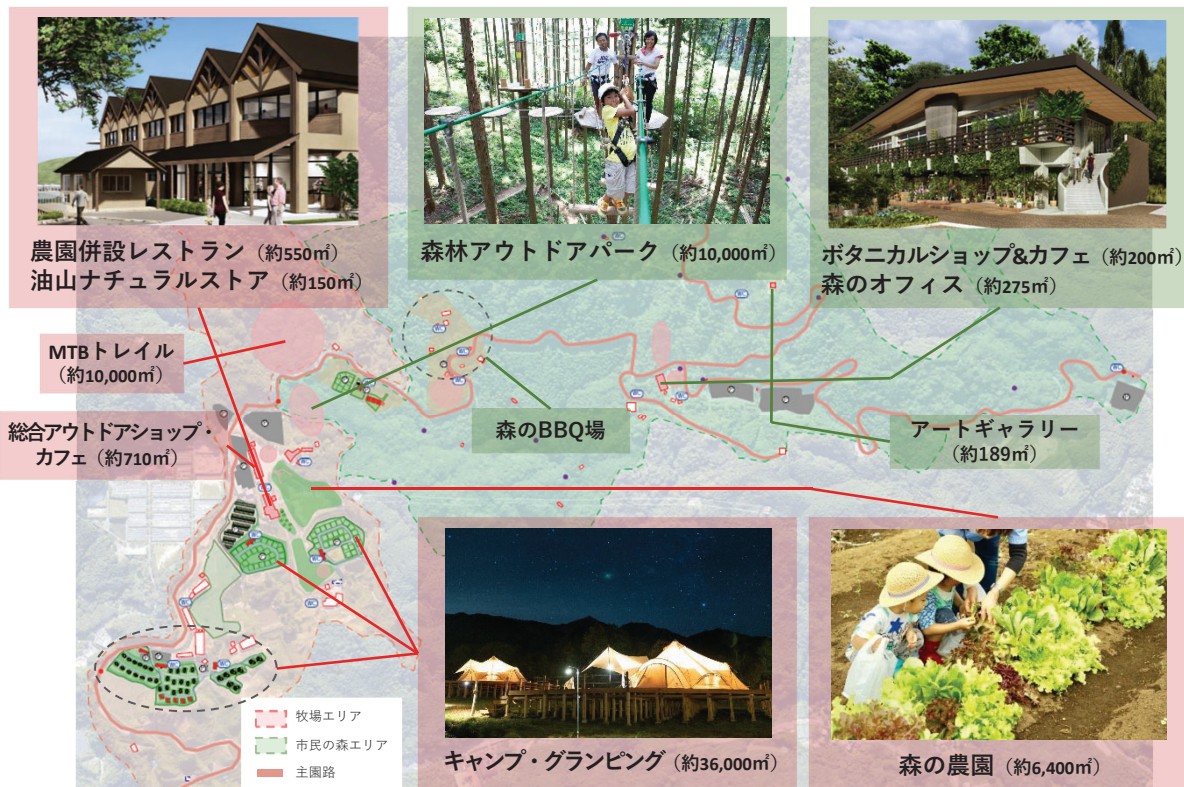 農園併設レストラン（約550㎡）
油山ナチュラルストア（約150㎡）
森林アウトドアパーク（約10,000㎡）
ボタニカルショップ&カフェ（約200㎡）
森のオフィス（約275㎡）
MTBトレイル
（約10,000㎡）
総合アウトドアショップ・
カフェ（約710㎡）
森のBBQ場
アートギャラリー
（約189㎡）
牧場エリア
市民の森エリア
主園路
キャンプ・グランピング（約36,000㎡）
森の農園（約6,400㎡）